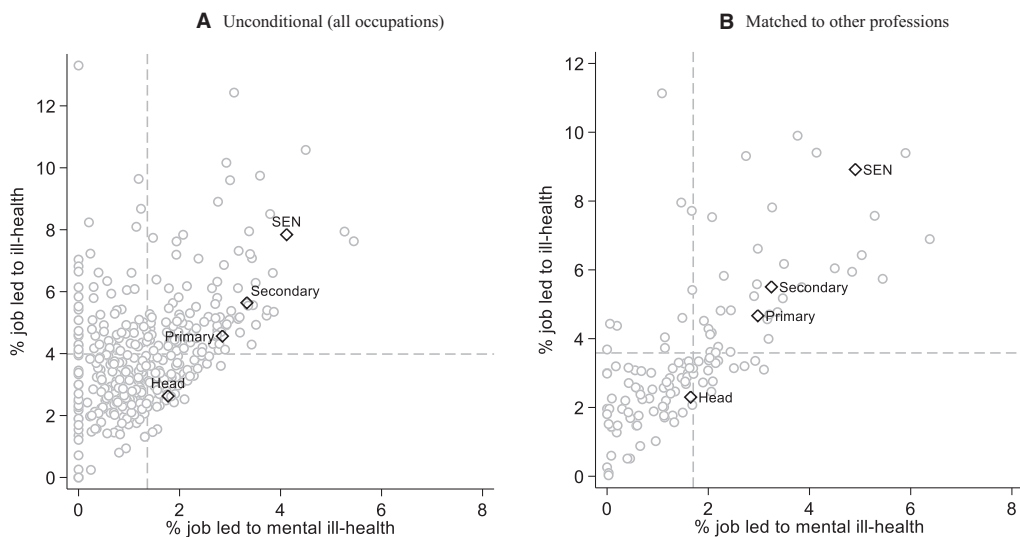 A Unconditional (all occupations)
% job led to ill-health
12
10
8
6
4
2
0
SEN
Secondary
Primary
Head
0 2 4 6 8
% job led to mental ill-health
B Matched to other professions
% job led to ill-health
12
10
8
6
4
2
0
SEN
Secondary
Primary
Head
0 2 4 6 8
% job led to mental ill-health